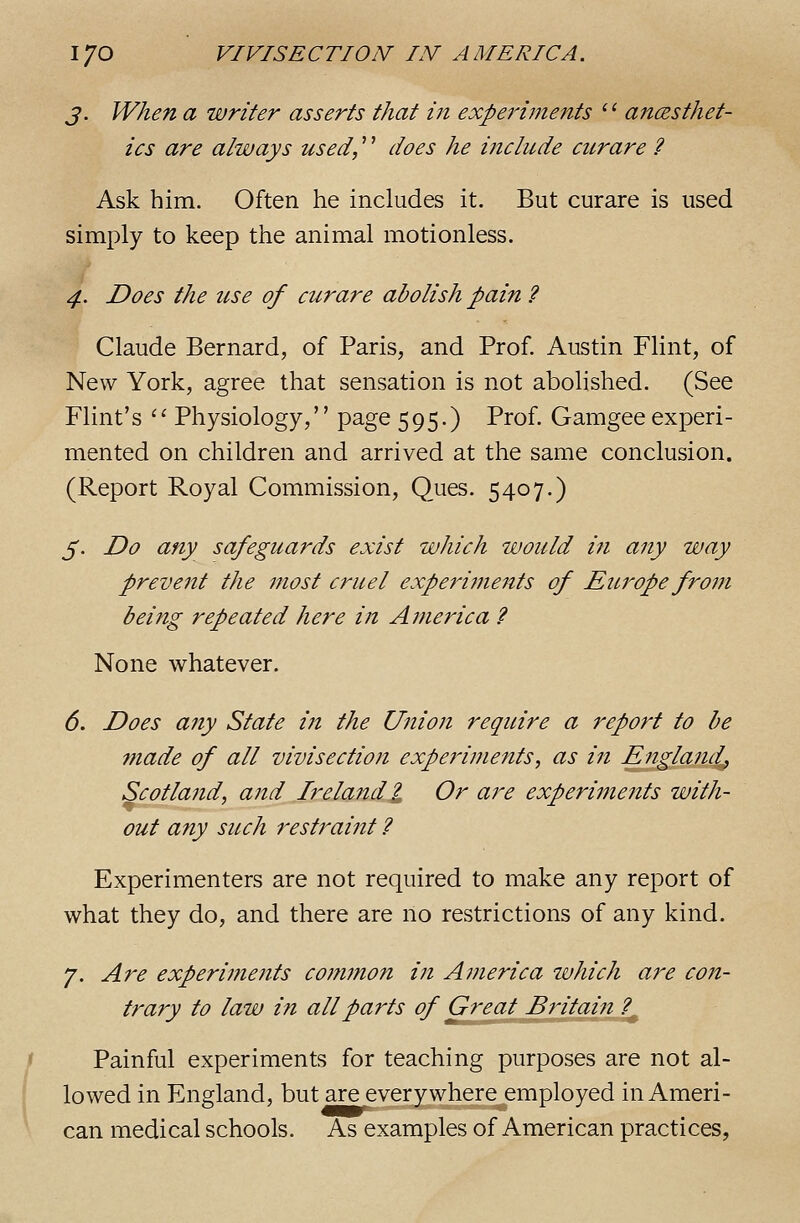 170 VIVISECTION IN AMERICA.
3. When a writer asserts that in experiments “ anæsthet-
ics are always used,” does he include curare ?
Ask him. Often he includes it. But curare is used
simply to keep the animal motionless.
4. Does the use of curare abolish pain ?
Claude Bernard, of Paris, and Prof. Austin Flint, of
New York, agree that sensation is not abolished. (See
Flint’s “ Physiology,” page 595.) Prof. Gamgee experi-
mented on children and arrived at the same conclusion.
(Report Royal Commission, Ques. 5407.)
5. Do any safeguards exist which would in any way
prevent the most cruel experiments of Europe from
being repeated here in America ?
None whatever.
6. Does any State in the Union require a report to be
made of all vivisection experiments, as in England,
Scotland, and Ireland ? Or are experiments with-
out any such restraint ?
Experimenters are not required to make any report of
what they do, and there are no restrictions of any kind.
7. Are experiments common in America which are con-
trary to law in all parts of Great Britain ?
Painful experiments for teaching purposes are not al-
lowed in England, but are everywhere employed in Ameri-
can medical schools. As examples of American practices,